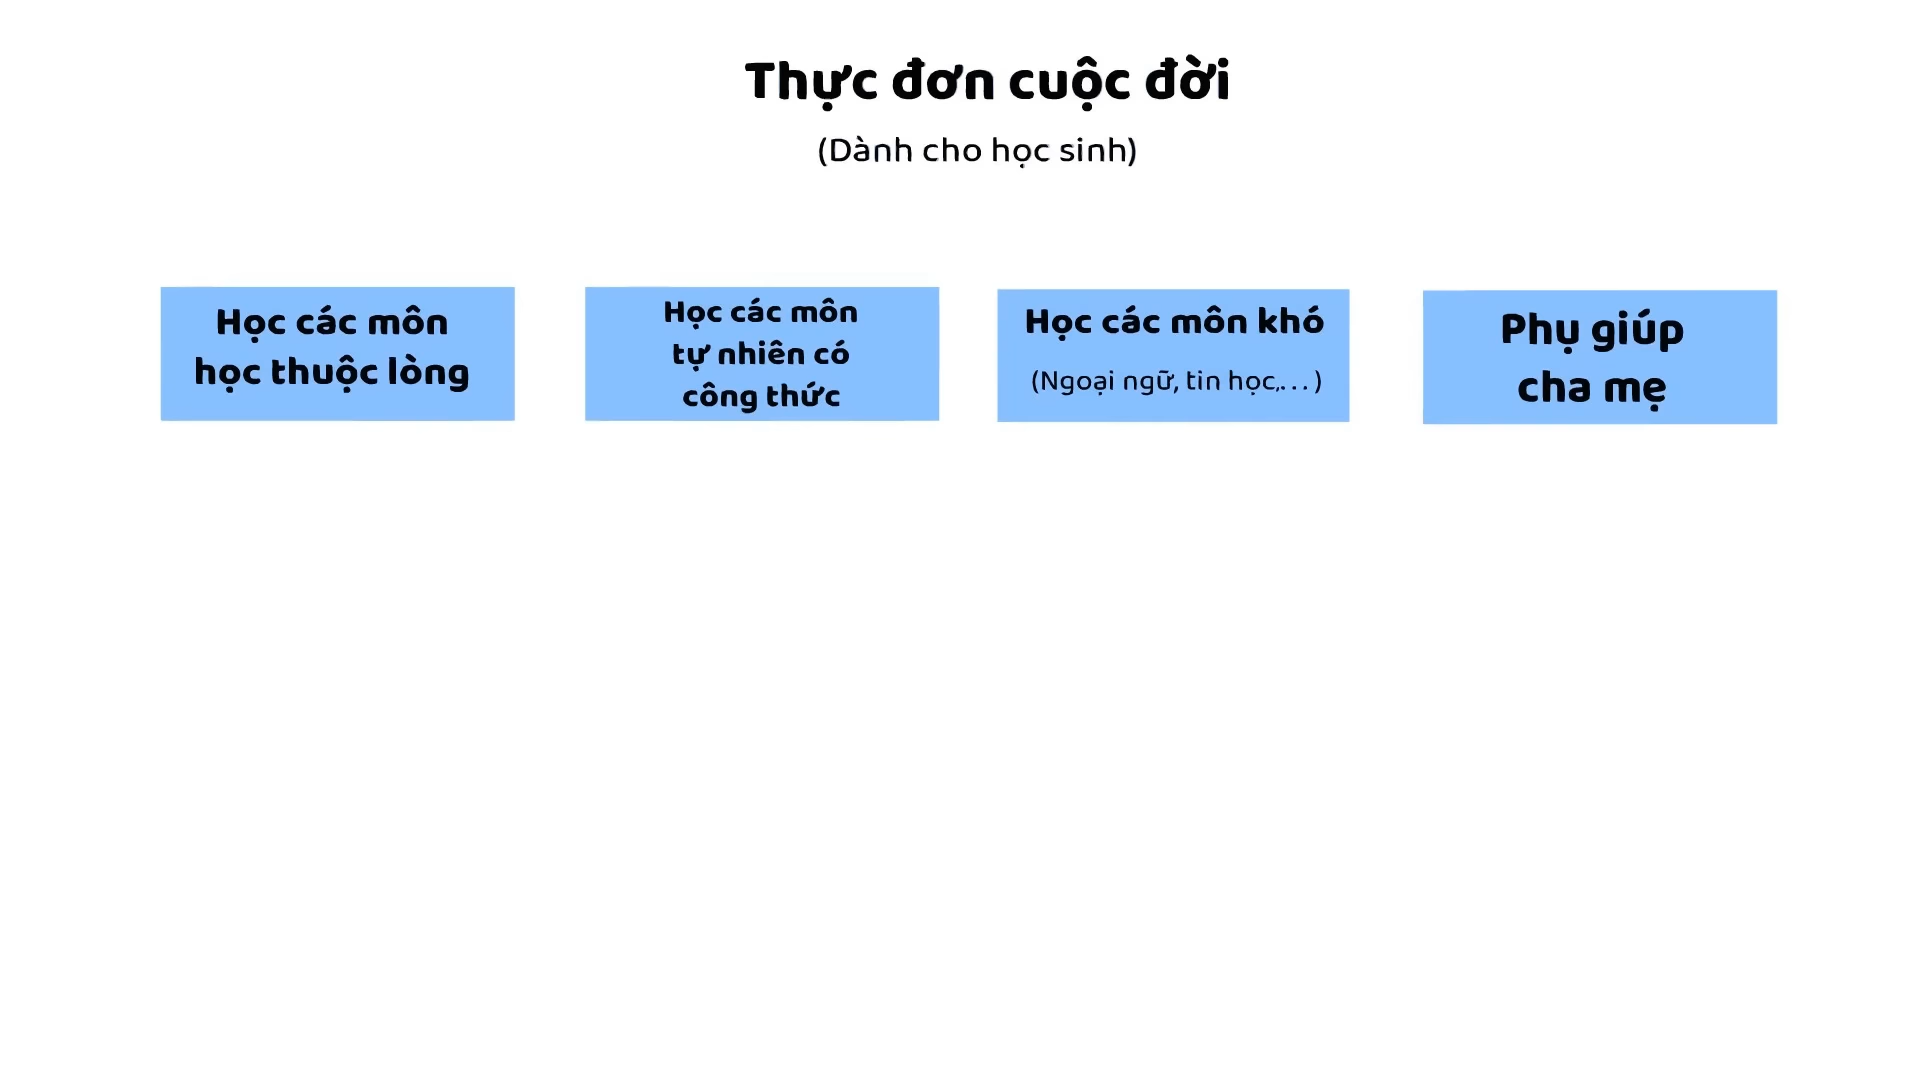 Thực đơn cuộc đời
(Dành cho học sinh)
Học các môn
học thuộc lòng
Học các môn
tự nhiên có
công thức
Học các môn khó
(Ngoại ngữ, tin học,...)
Phụ giúp
cha mẹ